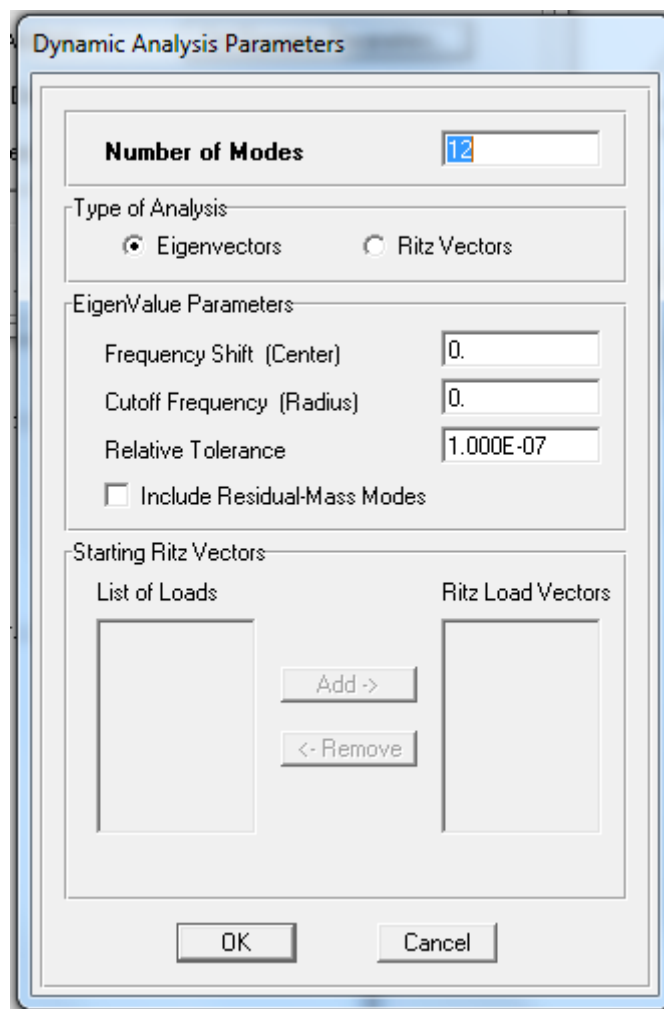 Dynamic Analysis Parameters
Number of Modes 12
Type of Analysis
Eigenvectors Ritz Vectors
EigenValue Parameters
Frequency Shift (Center) 0.
Cutoff Frequency (Radius) 0.
Relative Tolerance 1.000E-07
Include Residual-Mass Modes
Starting Ritz Vectors
List of Loads Ritz Load Vectors
Add ->
<- Remove
OK Cancel